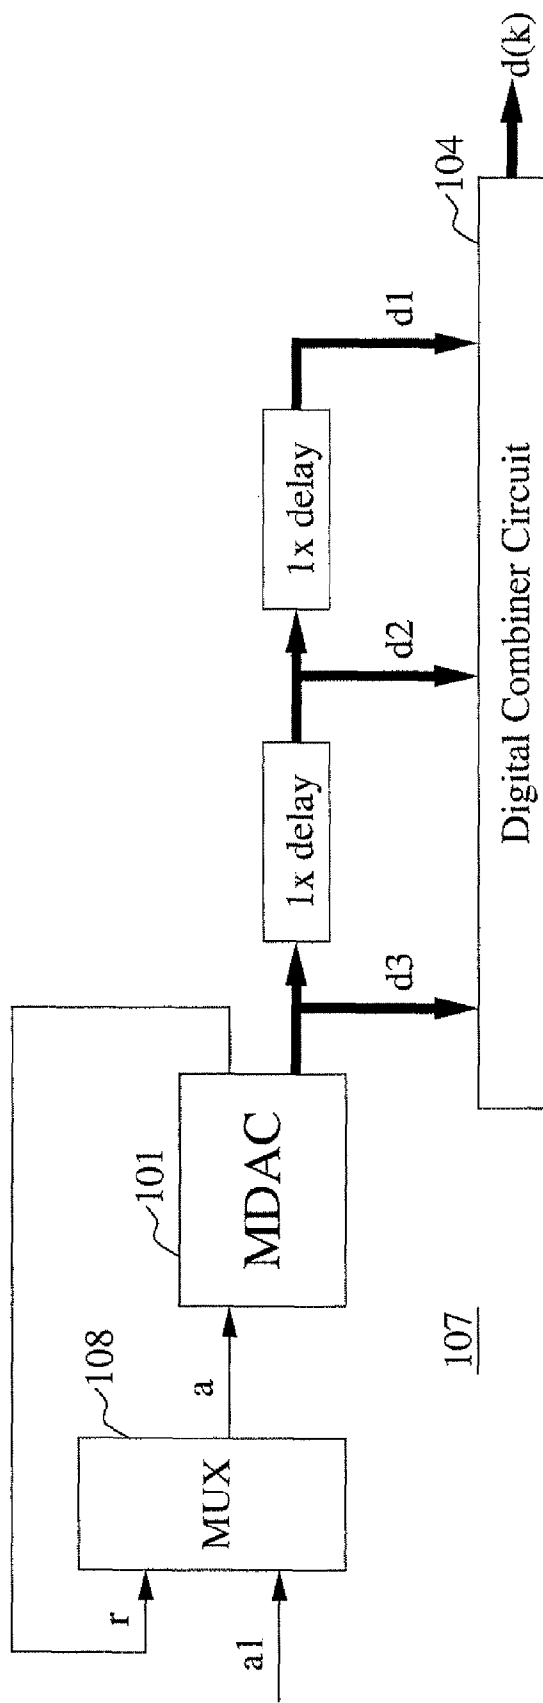 r
a1
MUX
108
a
MDAC
101
107
1x delay
1x delay
d3
d2
d1
Digital Combiner Circuit
104
d(k)